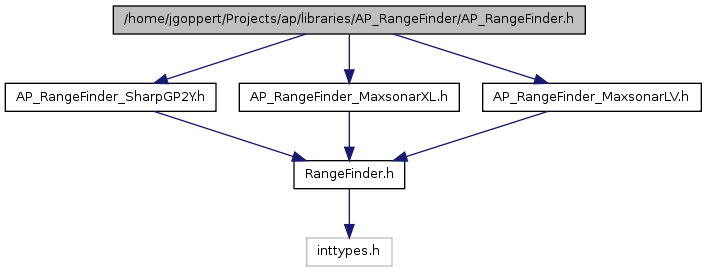 /home/jgoppert/Projects/ap/libraries/AP_RangeFinder/AP_RangeFinder.h
AP_RangeFinder_SharpGP2Y.h
AP_RangeFinder_MaxsonarXL.h
AP_RangeFinder_MaxsonarLV.h
RangeFinder.h
inttypes.h